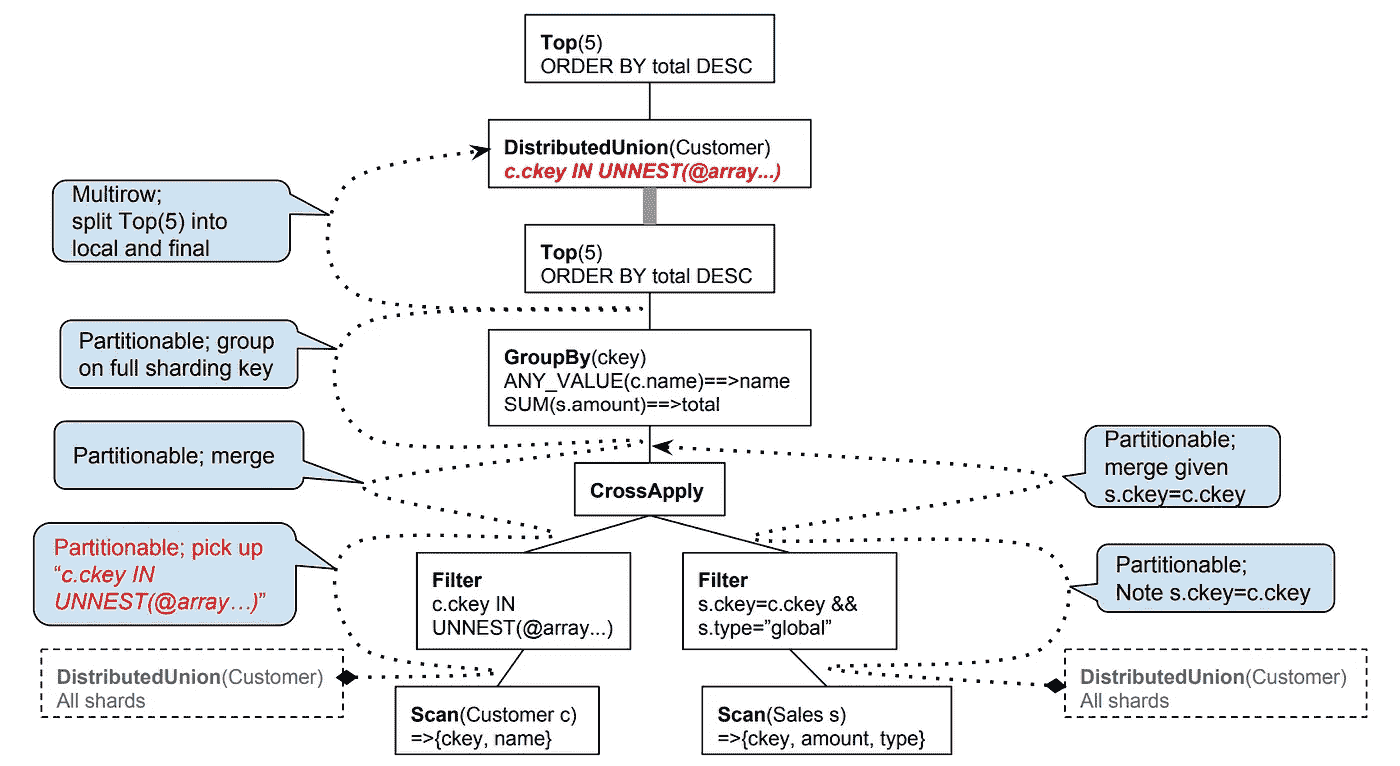 Top(5)
ORDER BY total DESC
DistributedUnion(Customer)
c.ckey IN UNNEST(@array...)
Multirow;
split Top(5) into
local and final
Top(5)
ORDER BY total DESC
Partitionable; group
on full sharding key
GroupBy(ckey)
ANY_VALUE(c.name)==>name
SUM(s.amount)==>total
Partitionable; merge
Partitionable;
merge given
s.ckey=c.ckey
CrossApply
Partitionable; pick up
“c.ckey IN
UNNEST(@array…)”
Filter
c.ckey IN
UNNEST(@array...)
Filter
s.ckey=c.ckey &&
s.type=”global”
Partitionable;
Note s.ckey=c.ckey
DistributedUnion(Customer)
All shards
Scan(Customer c)
=>{ckey, name}
Scan(Sales s)
=>{ckey, amount, type}
DistributedUnion(Customer)
All shards